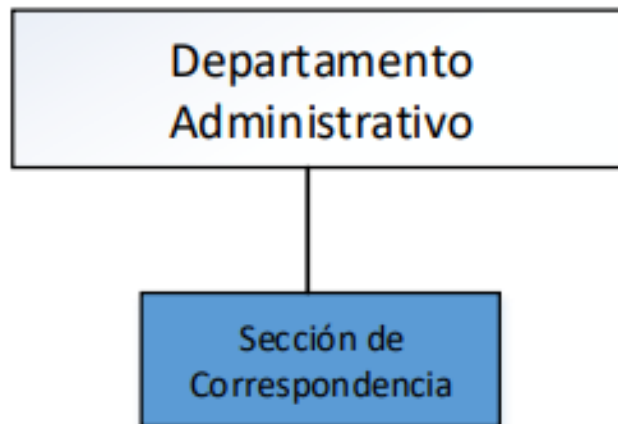 Departamento
Administrativo
Sección de
Correspondencia